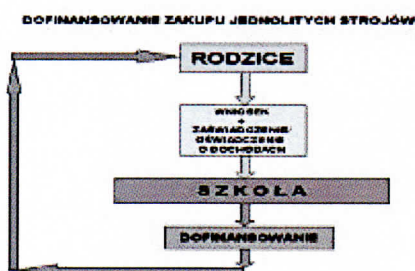 DOFINANSOWANIE ZAKUPU JEDNOLITYCH STROJÓW
RODZICE
WNIOSEK
+
ZAŚWIADCZENIE/
OŚWIADCZENIE
O DOCHODACH
SZKOŁA
DOFINANSOWANIE